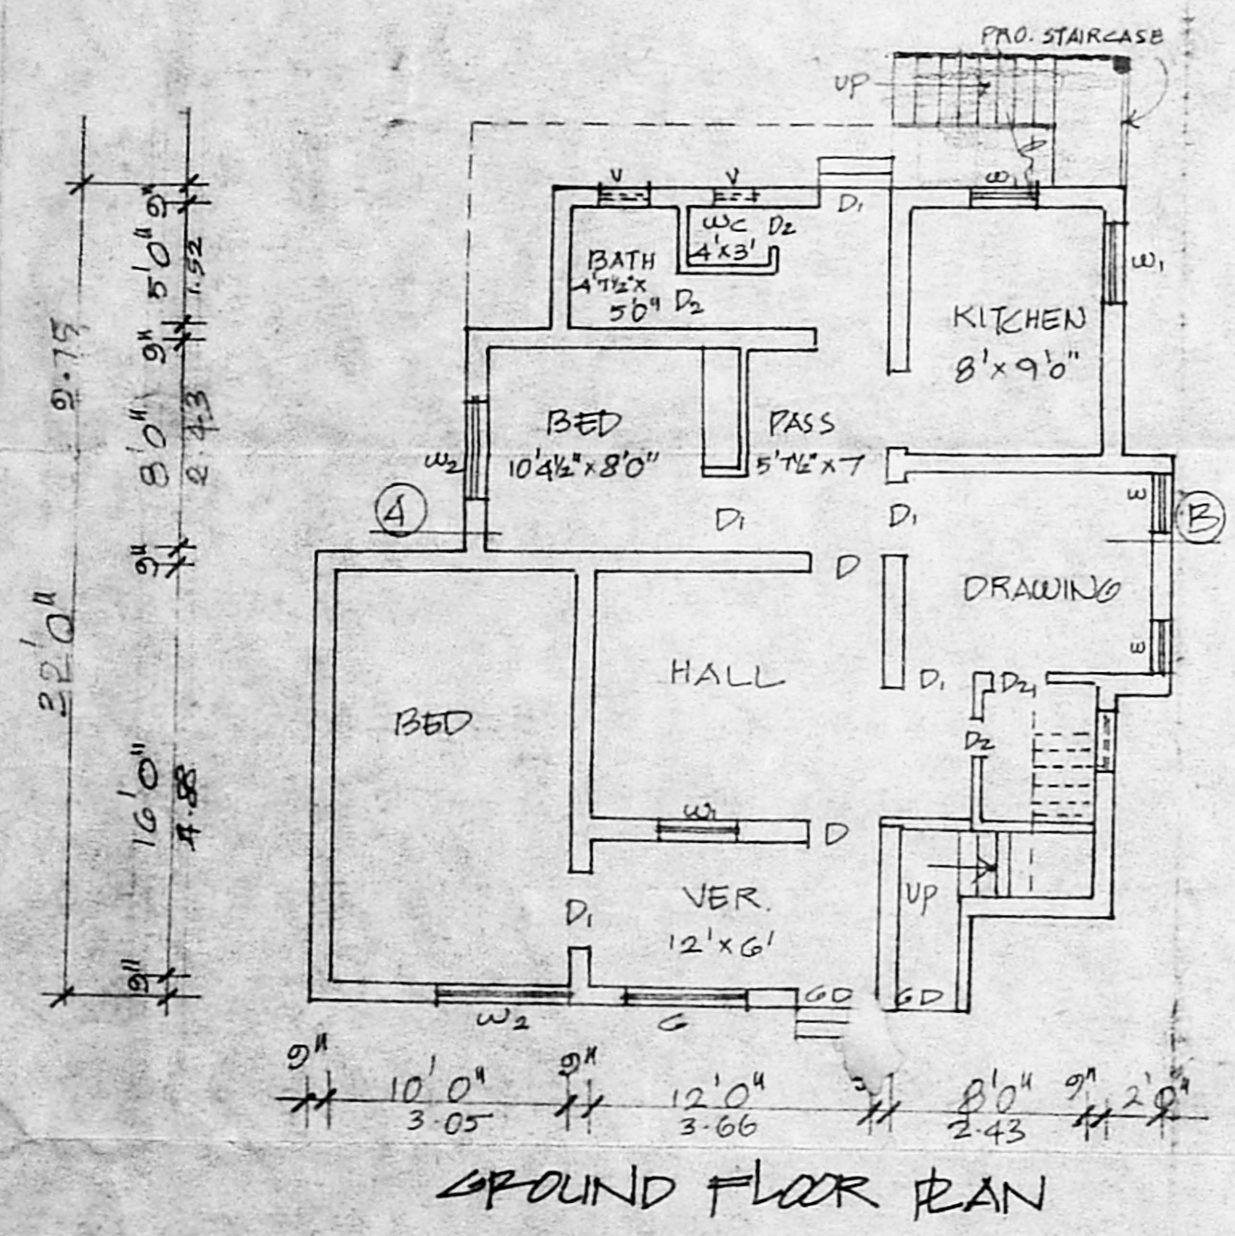 PRO. STAIRCASE
UP
V
V
D1
W1
WC
D2
4'x3'
BATH
4'7½"x
5'0"
D2
W1
KITCHEN
8'x9'0"
BED
10'4½"x8'0"
PASS
5'7½"x7
W2
A
D1
D1
W
B
D
DRAWING
W
HALL
D1
D2
BED
D2
W1
D
VER.
12'x6'
UP
D1
GD
GD
W2
G
9"
5'0"
1.52
9"
9.75
8'0"
2.43
9"
22'0"
16'0"
4.88
9"
9"
10'0"
3.05
9"
12'0"
3.66
8'0"
2.43
9"
2'0"
GROUND FLOOR PLAN